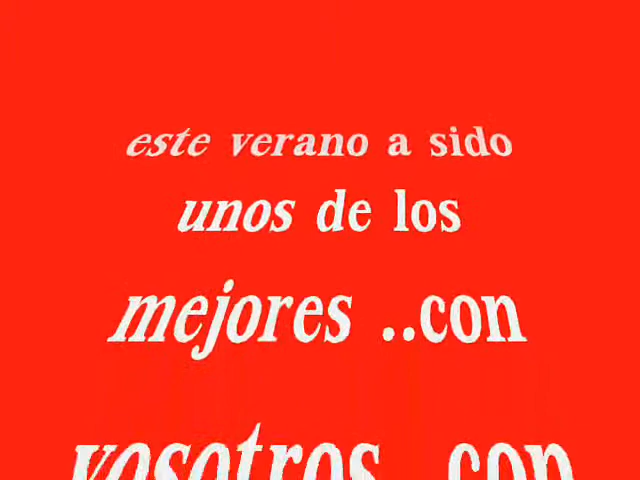 este verano a sido
unos de los
mejores ..con
vosotros ..con